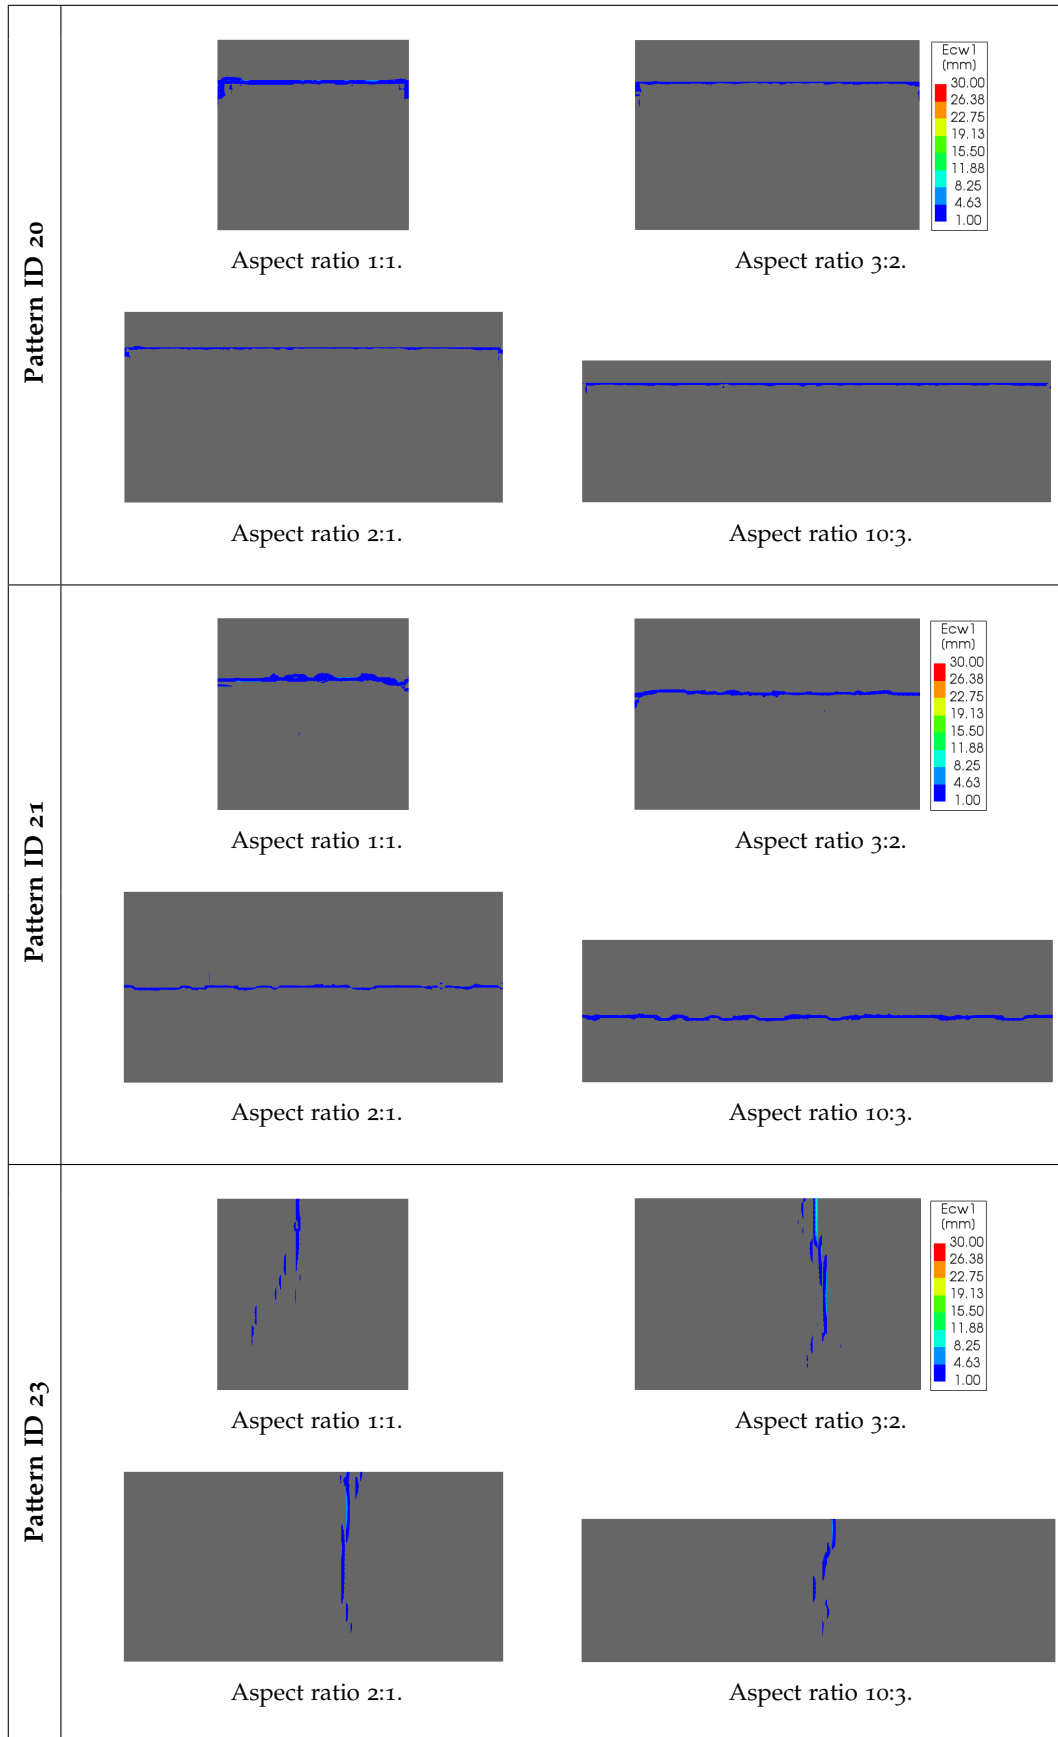 Pattern ID 20
Ecw1
(mm)
30.00
26.38
22.75
19.13
15.50
11.88
8.25
4.63
1.00
Aspect ratio 1:1.
Aspect ratio 3:2.
Aspect ratio 2:1.
Aspect ratio 10:3.
Pattern ID 21
Ecw1
(mm)
30.00
26.38
22.75
19.13
15.50
11.88
8.25
4.63
1.00
Aspect ratio 1:1.
Aspect ratio 3:2.
Aspect ratio 2:1.
Aspect ratio 10:3.
Pattern ID 23
Ecw1
(mm)
30.00
26.38
22.75
19.13
15.50
11.88
8.25
4.63
1.00
Aspect ratio 1:1.
Aspect ratio 3:2.
Aspect ratio 2:1.
Aspect ratio 10:3.